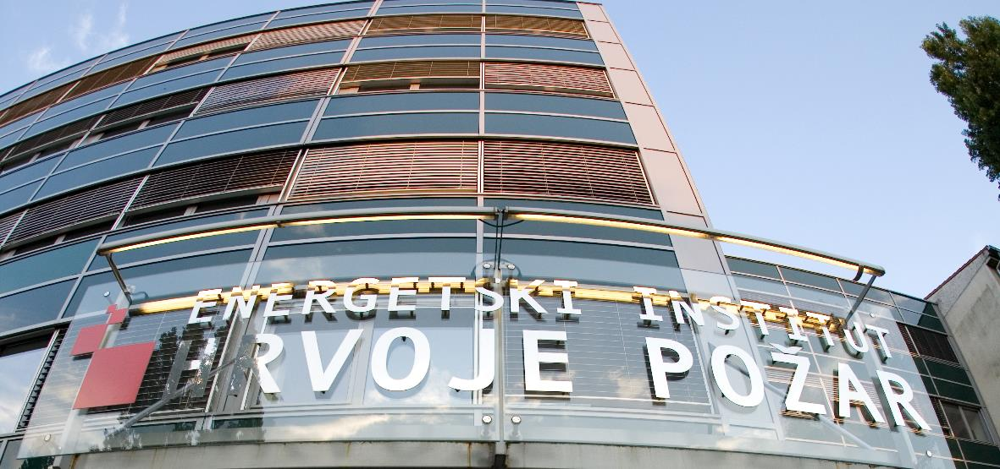 ENERGETSKI INSTITUT
HRVOJE POŽAR